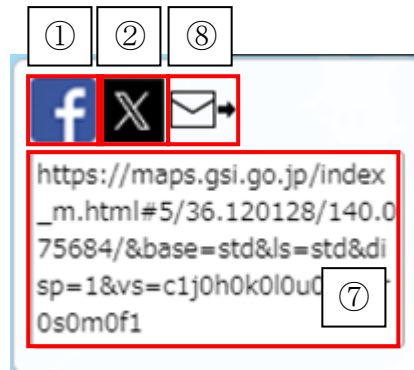 ① ② ⑧
f X
https://maps.gsi.go.jp/index
_m.html#5/36.120128/140.0
75684/&base=std&ls=std&di
sp=1&vs=c1j0h0k0l0u0
⑦
0s0m0f1